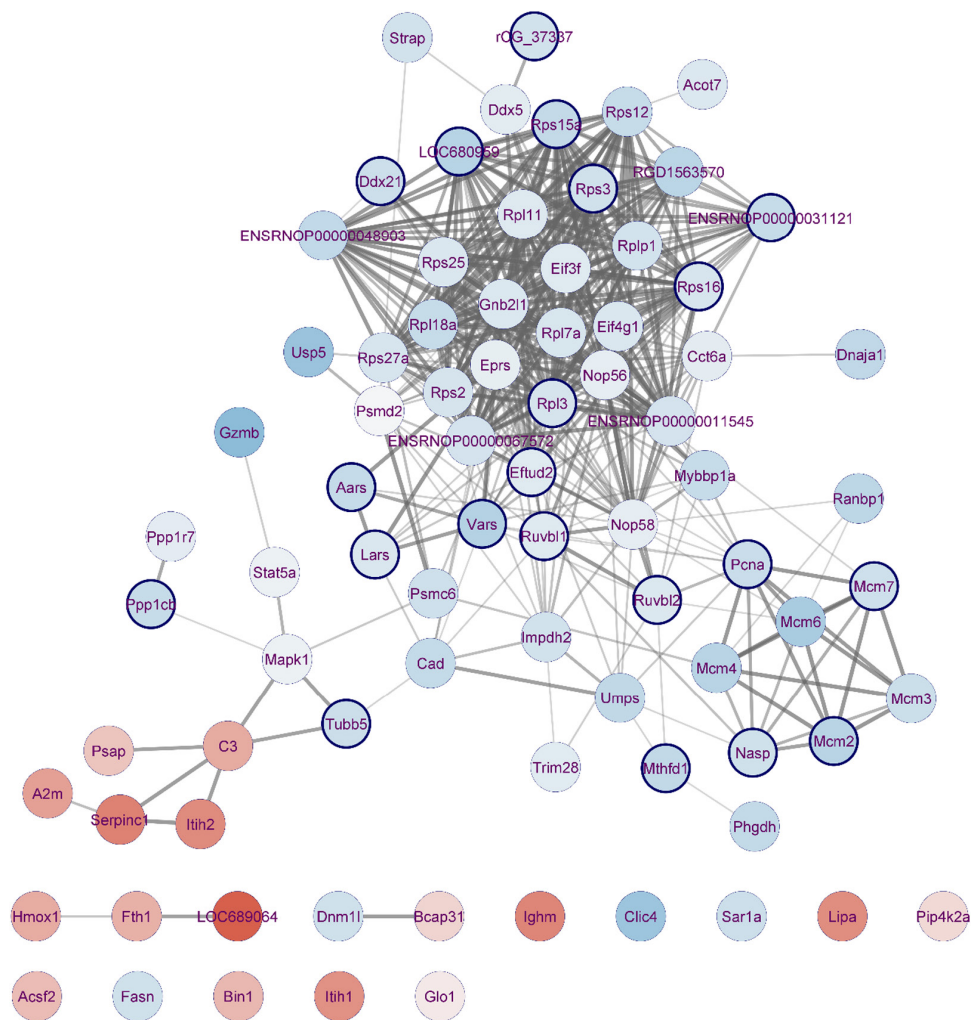 Strap
rCG_37337
Ddx5
Acot7
Rps15a
Rps12
LOC680959
RGD1563570
Ddx21
Rps3
ENSRNOP00000031121
Rpl11
ENSRNOP00000048903
Rplp1
Rps25
Eif3f
Rps16
Gnb2l1
Rpl18a
Rpl7a
Eif4g1
Usp5
Rps27a
Cct6a
Dnaja1
Eprs
Nop56
Rps2
Psmd2
Rpl3
ENSRNOP00000011545
Gzmb
ENSRNOP00000067572
Eftud2
Mybbp1a
Aars
Ranbp1
Vars
Nop58
Ppp1r7
Ruvbl1
Lars
Stat5a
Pcna
Ppp1cb
Psmc6
Mcm7
Ruvbl2
Mcm6
Impdh2
Mapk1
Cad
Mcm4
Umps
Mcm3
Tubb5
Mcm2
C3
Psap
Nasp
Trim28
Mthfd1
A2m
Serpinc1
Itih2
Phgdh
Hmox1 Fth1 LOC689064 Dnm1l Bcap31 Ighm Clic4 Sar1a Lipa Pip4k2a
Acsf2 Fasn Bin1 Itih1 Glo1